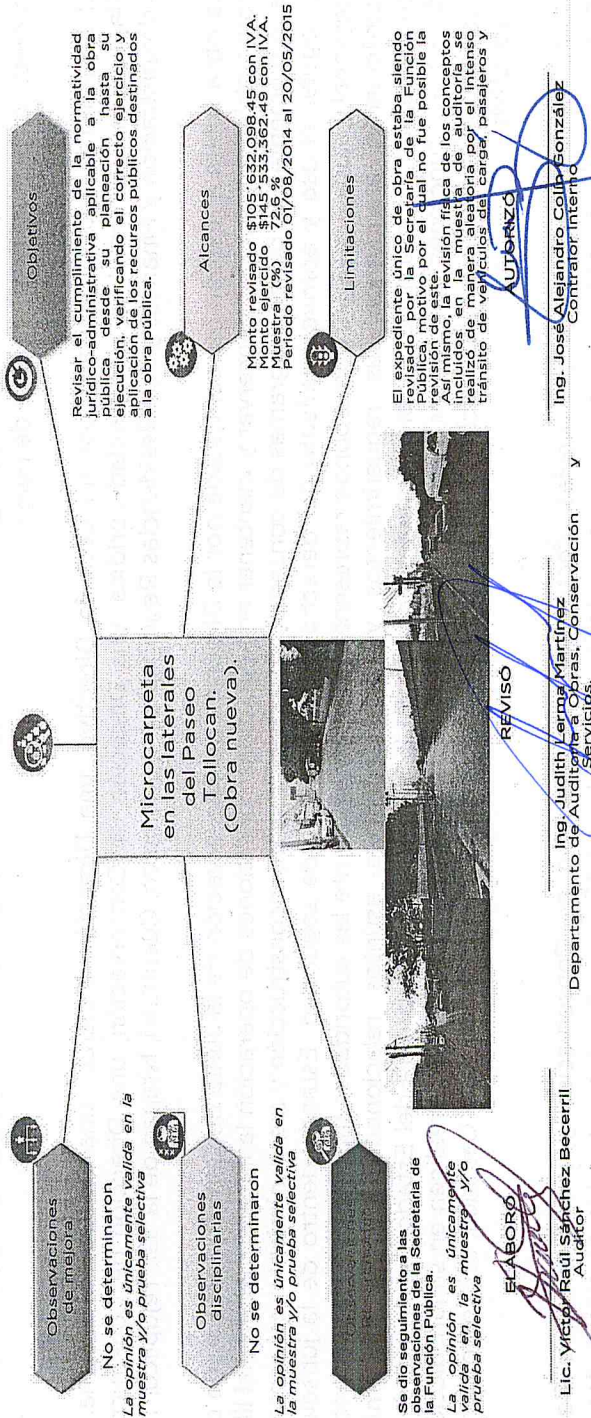 Objetivos
Revisar el cumplimiento de la normatividad
jurídico-administrativa aplicable a la obra
pública desde su planeación hasta su
ejecución, verificando el correcto ejercicio y
aplicación de los recursos públicos destinados
a la obra pública.
Alcances
Monto revisado $105´632,098.45 con IVA.
Monto ejercido $145´533,362.49 con IVA.
Muestra (%) 72.6 %
Periodo revisado 01/08/2014 al 20/05/2015
Limitaciones
El expediente único de obra estaba siendo
revisado por la Secretaría de la Función
Pública, motivo por el cual no fue posible la
revisión de este.
Así mismo, la revisión física de los conceptos
incluidos en la muestra de auditoría se
realizó de manera aleatoria por el intenso
tránsito de vehículos de carga, pasajeros y
Microcarpeta
en las laterales
del Paseo
Tollocan.
(Obra nueva).
Observaciones
de mejora
No se determinaron
La opinión es únicamente valida en la
muestra y/o prueba selectiva
Observaciones
disciplinarias
No se determinaron
La opinión es únicamente valida en
la muestra y/o prueba selectiva
Se dio seguimiento a las
observaciones de la Secretaría de
la Función Pública.
La opinión es únicamente
valida en la muestra y/o
prueba selectiva
ELABORÓ
Lic. Víctor Raúl Sánchez Becerril
Auditor
REVISÓ
Ing. Judith Lerma Martínez
Departamento de Auditoría a Obras, Conservación y
Servicios.
AUTORIZÓ
Ing. José Alejandro Colín González
Contralor Interno